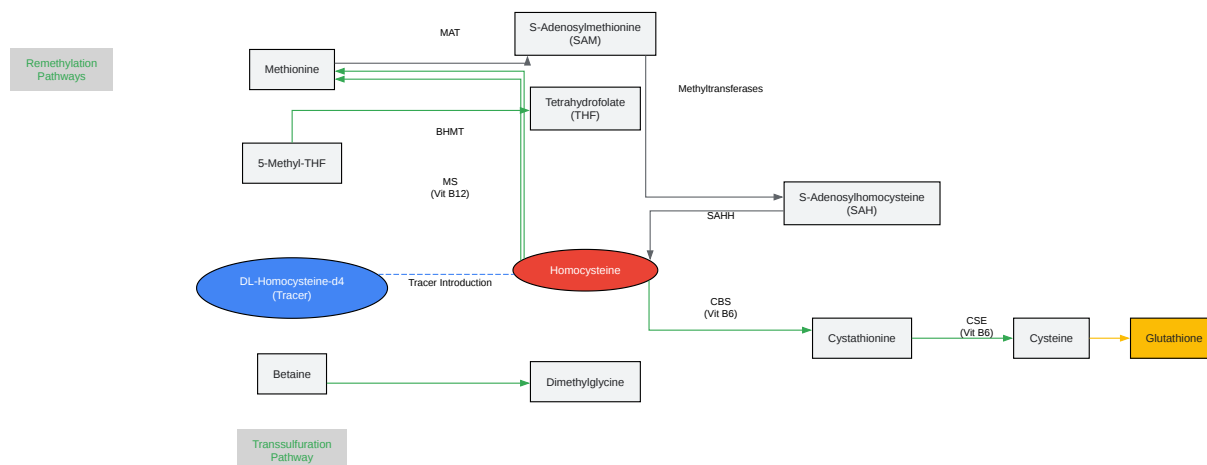 S-Adenosylmethionine
(SAM)
MAT
Remethylation
Pathways
Methionine
Methyltransferases
Tetrahydrofolate
(THF)
BHMT
5-Methyl-THF
MS
(Vit B12)
S-Adenosylhomocysteine
(SAH)
SAHH
Homocysteine
DL-Homocysteine-d4
(Tracer)
Tracer Introduction
CBS
(Vit B6)
CSE
(Vit B6)
Cystathionine
Cysteine
Glutathione
Betaine
Dimethylglycine
Transsulfuration
Pathway